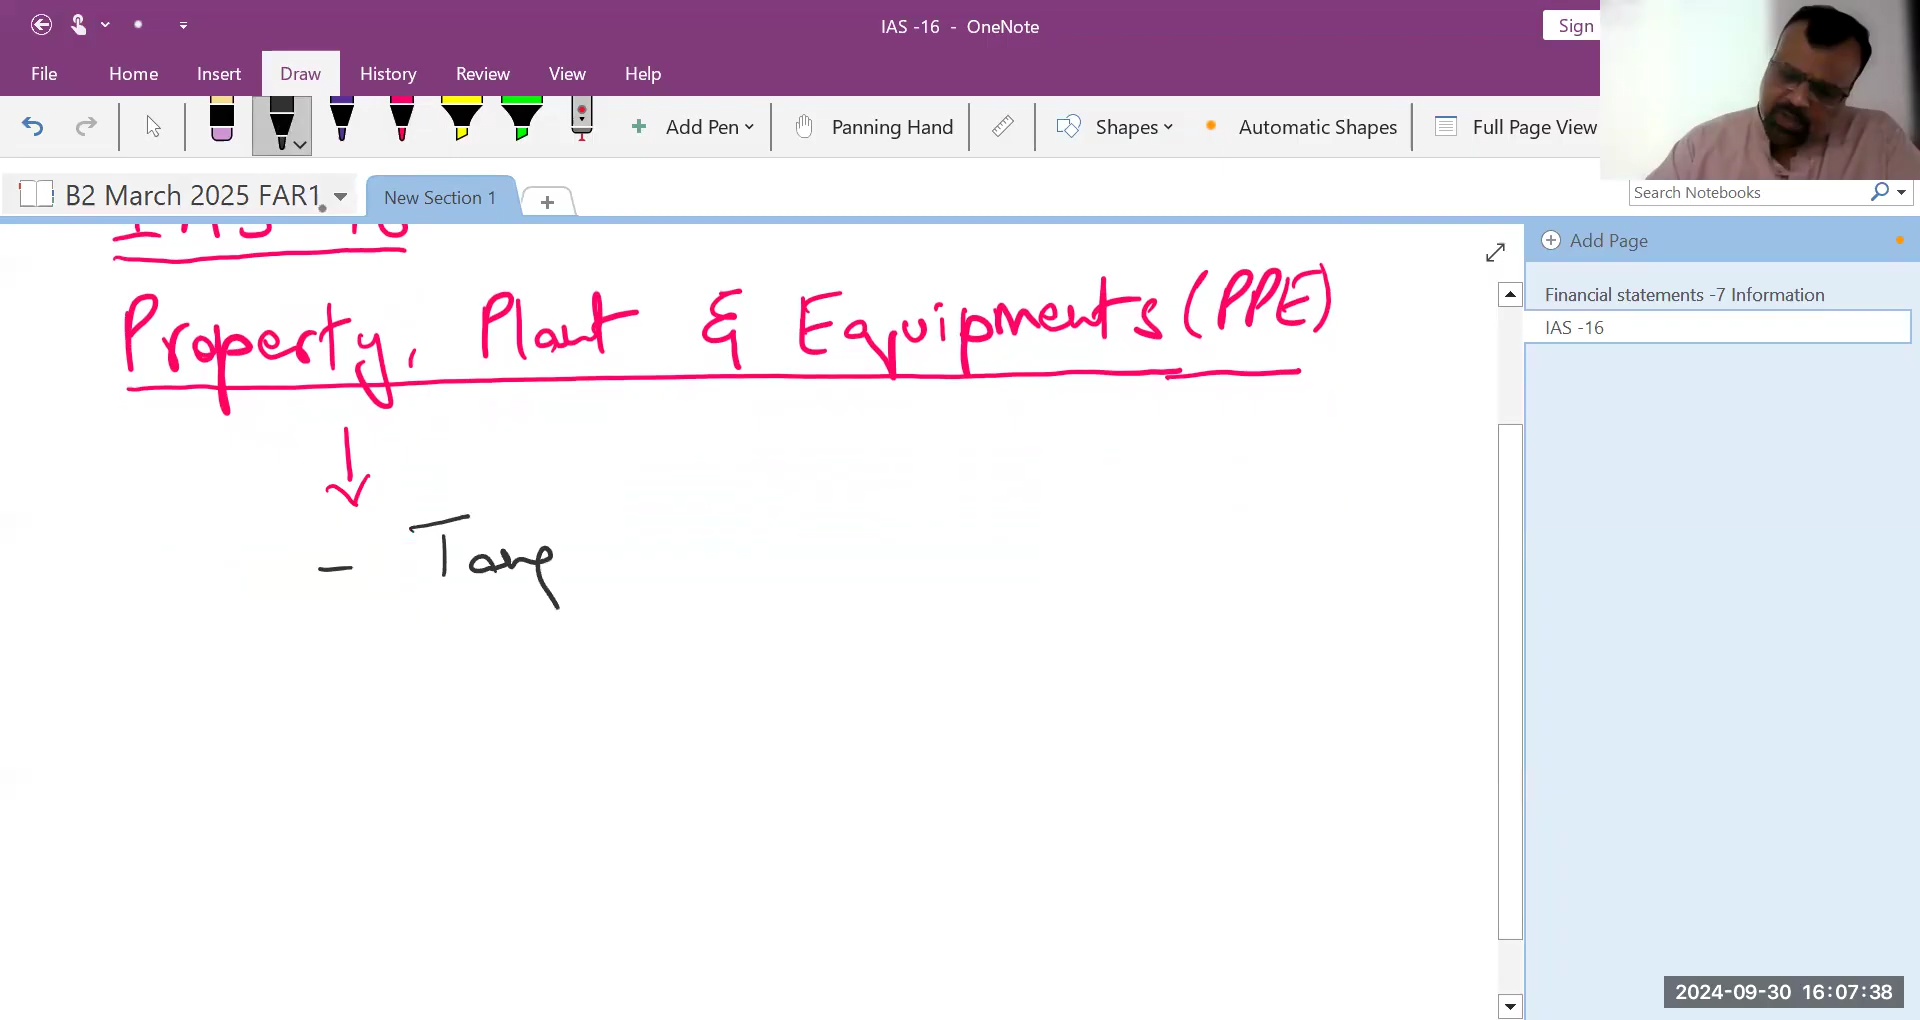 IAS -16 - OneNote
Sign
File Home Insert Draw History Review View Help
Add Pen Panning Hand Shapes Automatic Shapes Full Page View
B2 March 2025 FAR1 New Section 1
Search Notebooks
IAS 16
Property, Plant & Equipments (PPE)
- Tang
Add Page
Financial statements -7 Information
IAS -16
2024-09-30 16:07:38